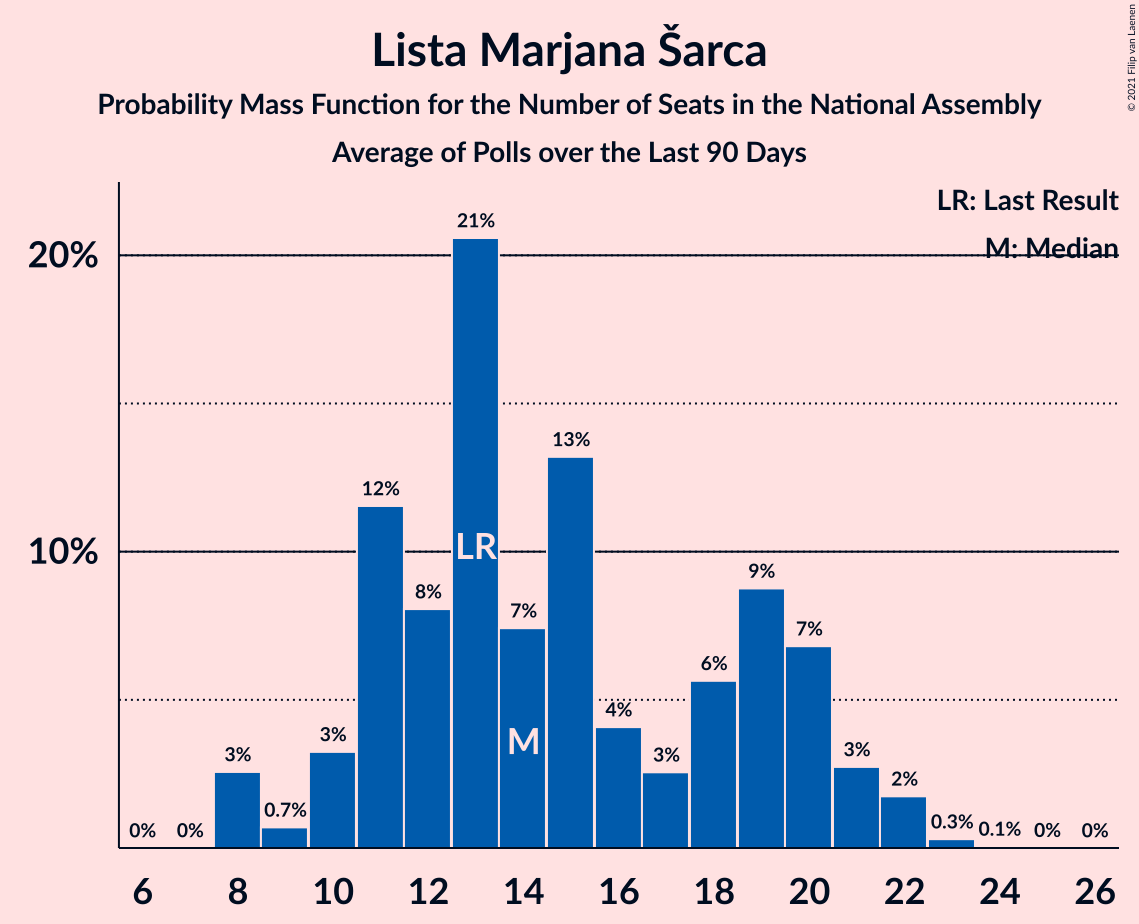 Lista Marjana Šarca
Probability Mass Function for the Number of Seats in the National Assembly
Average of Polls over the Last 90 Days
© 2021 Filip van Laenen
LR: Last Result
M: Median
20%
10%
0% 0% 3% 0.7% 3% 12% 8% 21% 7% 13% 4% 3% 6% 9% 7% 3% 2% 0.3% 0.1% 0% 0%
LR
M
6 8 10 12 14 16 18 20 22 24 26